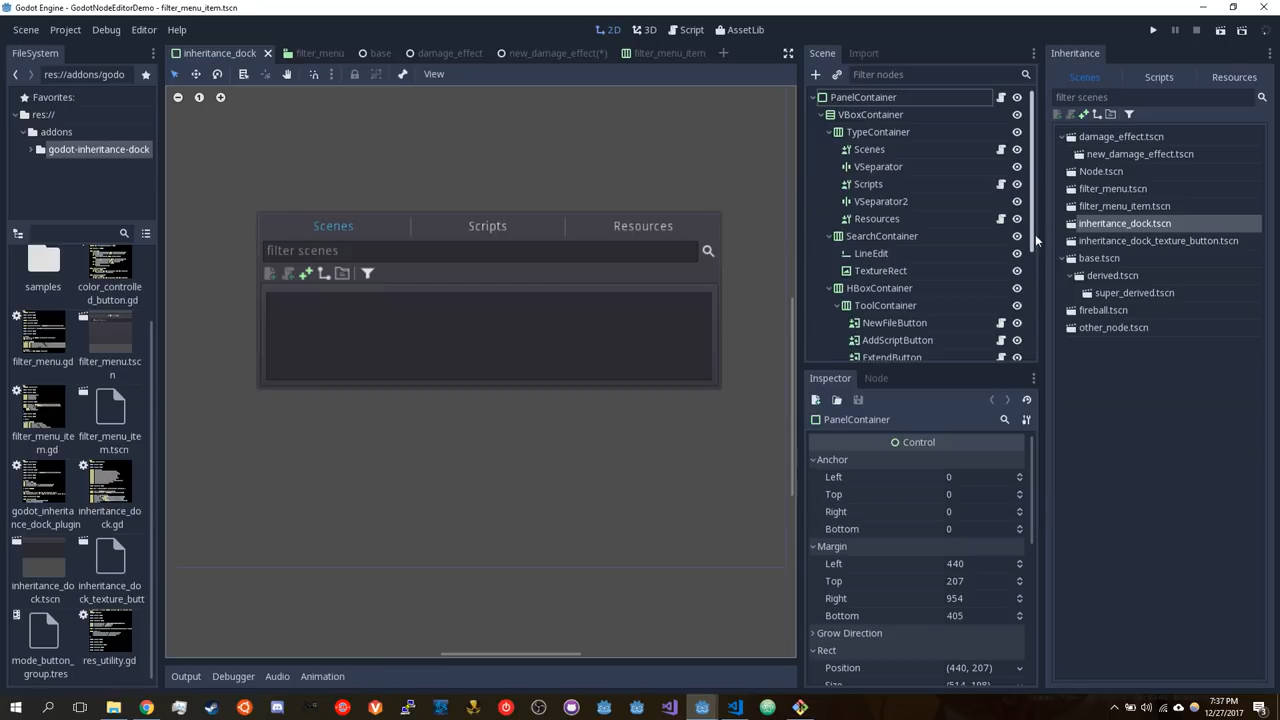 Godot Engine - GodotNodeEditorDemo - filter_menu_item.tscn
Scene Project Debug Editor Help
2D 3D Script AssetLib
FileSystem
res://addons/godo
Favorites:
res://
addons
godot-inheritance-dock
samples
color_controlle
d_button.gd
filter_menu.gd
filter_menu.tsc
n
filter_menu_ite
m.gd
filter_menu_ite
m.tscn
godot_inherita
nce_dock_plugin
inheritance_do
ck.gd
inheritance_do
ck.tscn
inheritance_do
ck_texture_butt
mode_button_
group.tres
res_utility.gd
inheritance_dock filter_menu base damage_effect new_damage_effect(*) filter_menu_item
View
Scenes Scripts Resources
filter scenes
Output Debugger Audio Animation
Scene Import
Filter nodes
PanelContainer
VBoxContainer
TypeContainer
Scenes
VSeparator
Scripts
VSeparator2
Resources
SearchContainer
LineEdit
TextureRect
HBoxContainer
ToolContainer
NewFileButton
AddScriptButton
ExtendButton
Inspector Node
PanelContainer
Control
Anchor
Left 0
Top 0
Right 0
Bottom 0
Margin
Left 440
Top 207
Right 954
Bottom 405
Grow Direction
Rect
Position (440, 207)
Size (514, 198)
Inheritance
Scenes Scripts Resources
filter scenes
damage_effect.tscn
new_damage_effect.tscn
Node.tscn
filter_menu.tscn
filter_menu_item.tscn
inheritance_dock.tscn
inheritance_dock_texture_button.tscn
base.tscn
derived.tscn
super_derived.tscn
fireball.tscn
other_node.tscn
7:37 PM
12/27/2017